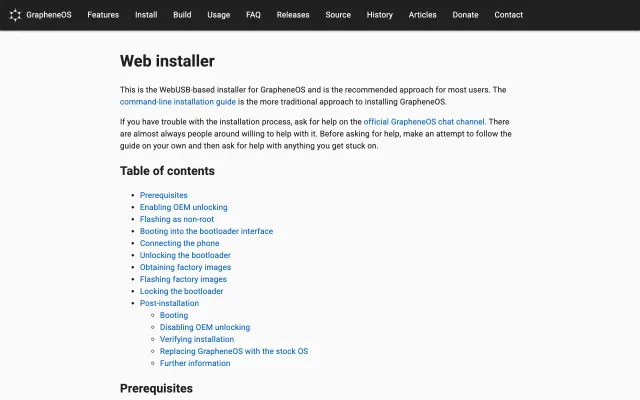 GrapheneOS Features Install Build Usage FAQ Releases Source History Articles Donate Contact
Web installer
This is the WebUSB-based installer for GrapheneOS and is the recommended approach for most users. The
command-line installation guide is the more traditional approach to installing GrapheneOS.
If you have trouble with the installation process, ask for help on the official GrapheneOS chat channel. There
are almost always people around willing to help with it. Before asking for help, make an attempt to follow the
guide on your own and then ask for help with anything you get stuck on.
Table of contents
Prerequisites
Enabling OEM unlocking
Flashing as non-root
Booting into the bootloader interface
Connecting the phone
Unlocking the bootloader
Obtaining factory images
Flashing factory images
Locking the bootloader
Post-installation
Booting
Disabling OEM unlocking
Verifying installation
Replacing GrapheneOS with the stock OS
Further information
Prerequisites